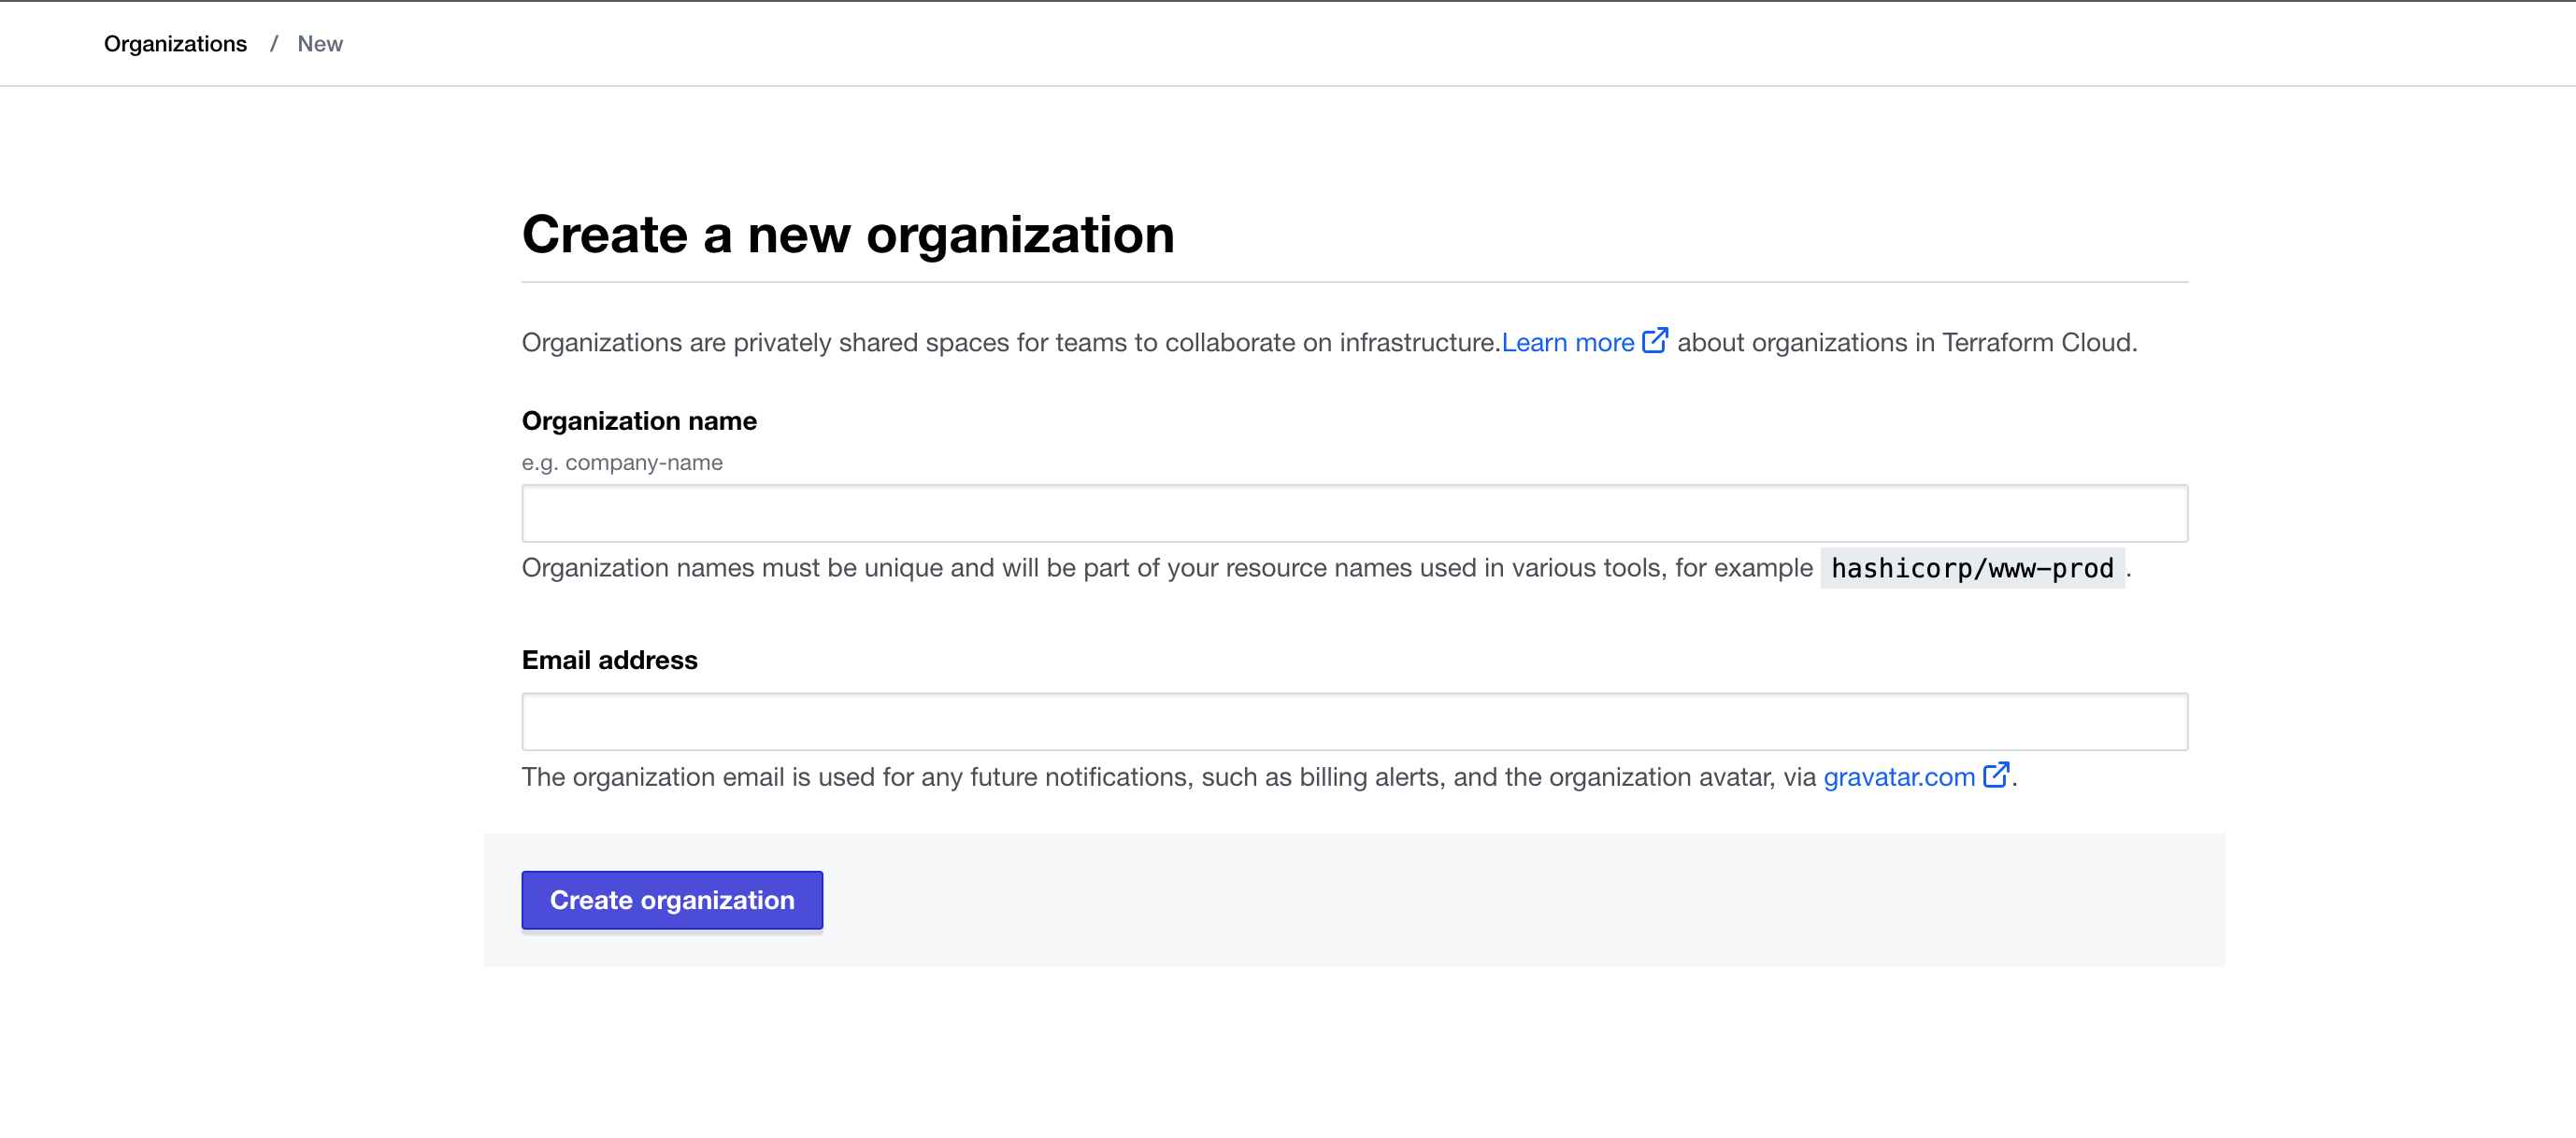 Organizations / New
Create a new organization
Organizations are privately shared spaces for teams to collaborate on infrastructure.Learn more about organizations in Terraform Cloud.
Organization name
e.g. company-name
Organization names must be unique and will be part of your resource names used in various tools, for example hashicorp/www-prod.
Email address
The organization email is used for any future notifications, such as billing alerts, and the organization avatar, via gravatar.com.
Create organization